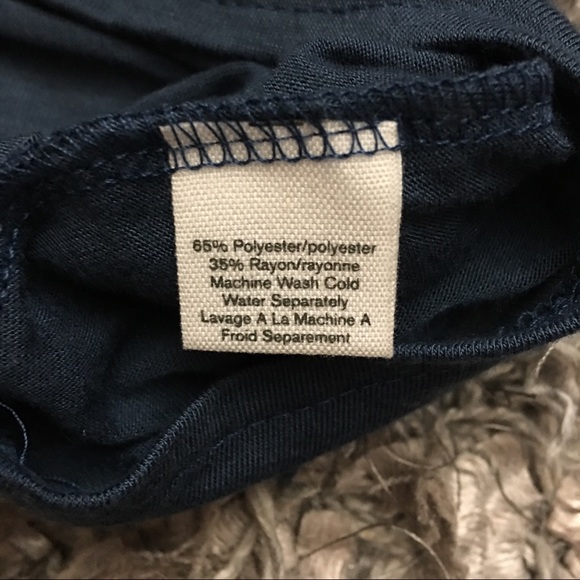 65% Polyester/polyester
35% Rayon/rayonne
Machine Wash Cold
Water Separately
Lavage A La Machine A
Froid Separement